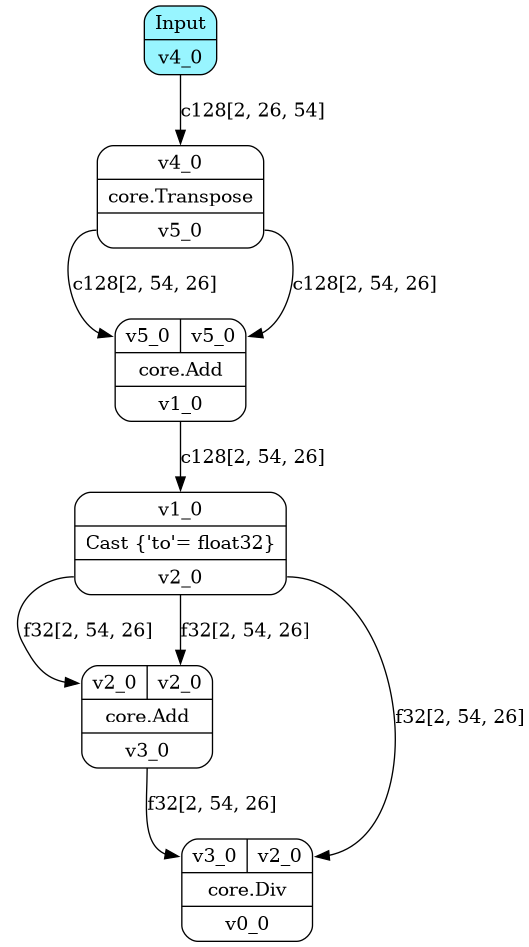 Input
v4_0
c128[2, 26, 54]
v4_0
core.Transpose
v5_0
c128[2, 54, 26] c128[2, 54, 26]
v5_0 v5_0
core.Add
v1_0
c128[2, 54, 26]
v1_0
Cast {'to'= float32}
v2_0
f32[2, 54, 26] f32[2, 54, 26]
v2_0 v2_0
core.Add
f32[2, 54, 26]
v3_0
f32[2, 54, 26]
v3_0 v2_0
core.Div
v0_0